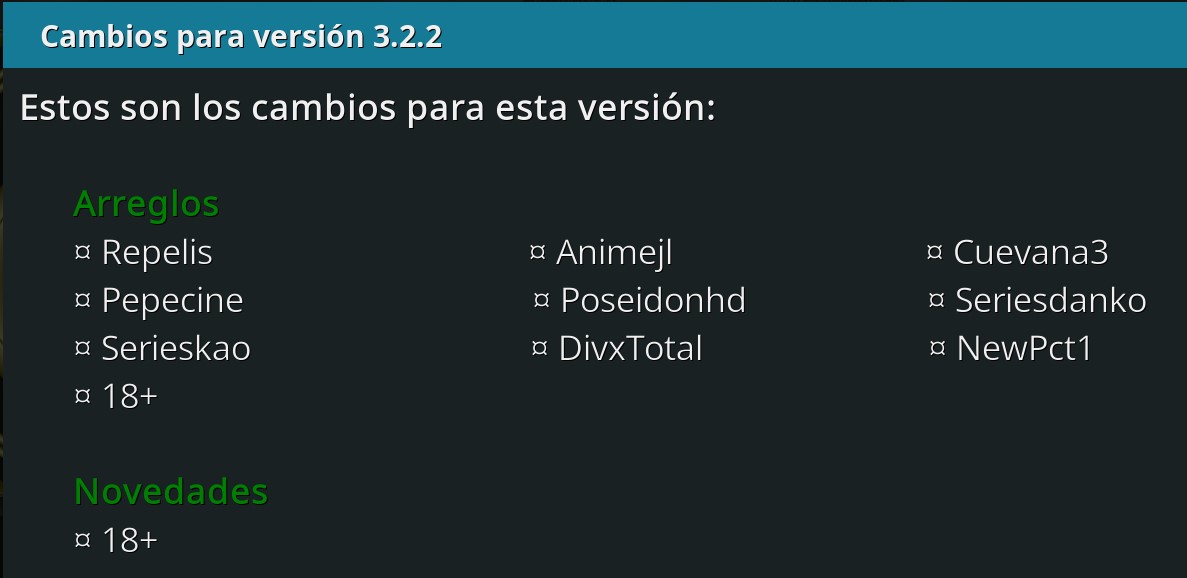 Cambios para versión 3.2.2
Estos son los cambios para esta versión:
Arreglos
¤ Repelis ¤ Animejl ¤ Cuevana3
¤ Pepecine ¤ Poseidonhd ¤ Seriesdanko
¤ Serieskao ¤ DivxTotal ¤ NewPct1
¤ 18+
Novedades
¤ 18+